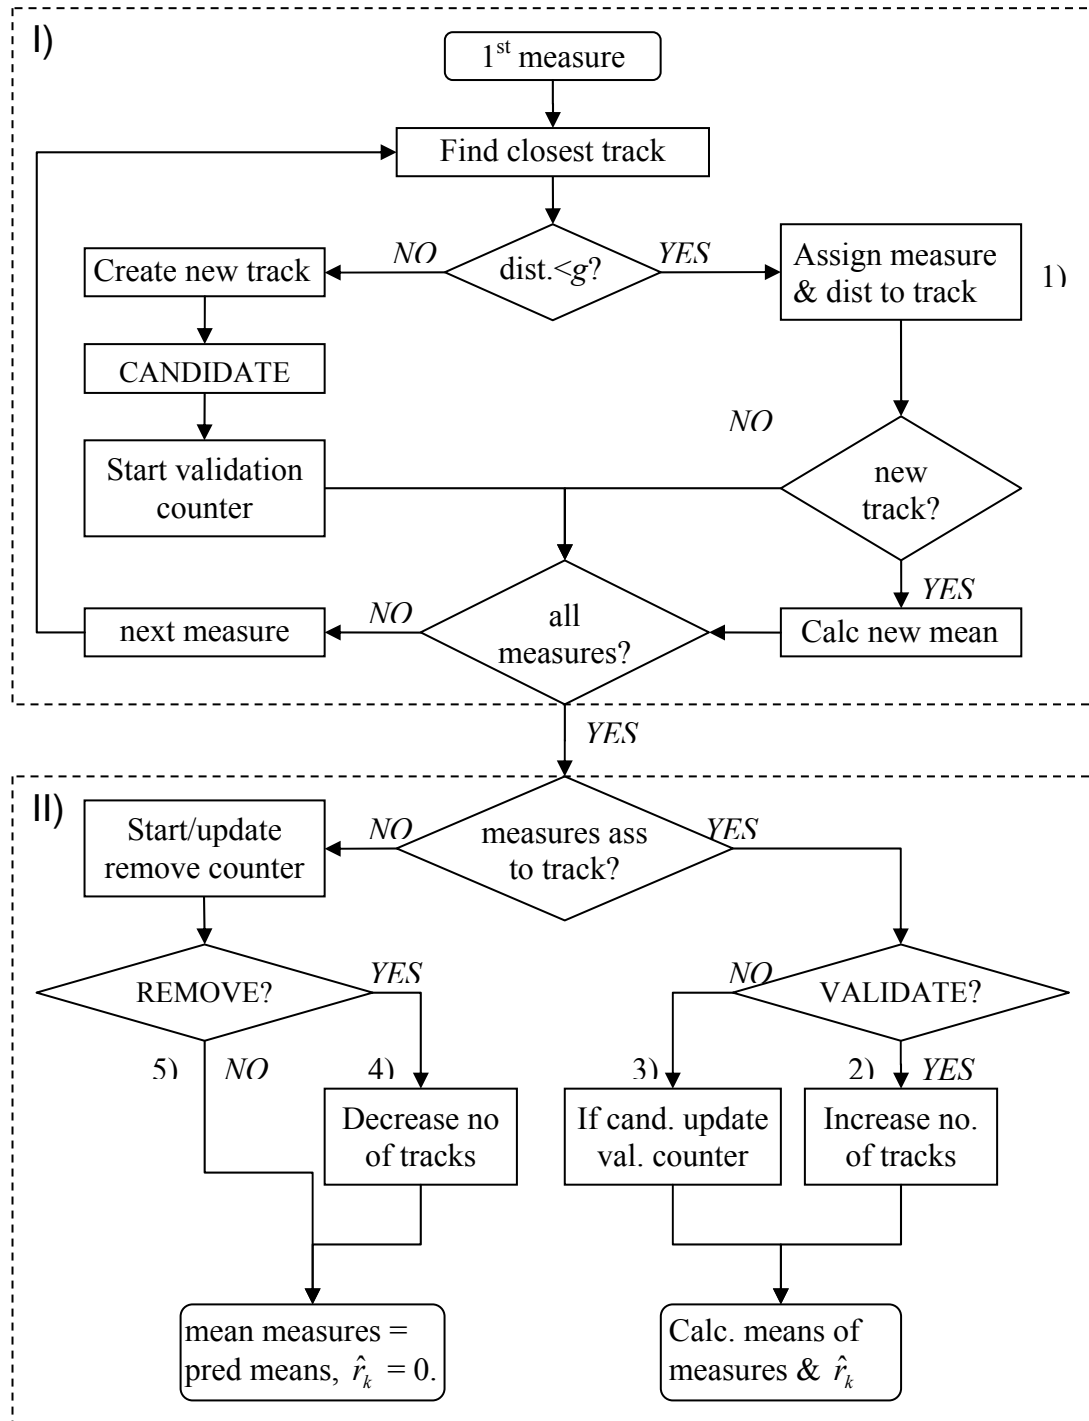 I)
1st measure
Find closest track
NO
dist.<g?
YES
Create new track
Assign measure
& dist to track
1)
CANDIDATE
NO
Start validation
counter
new
track?
YES
next measure
NO
all
measures?
Calc new mean
YES
II)
Start/update
remove counter
NO
measures ass
to track?
YES
REMOVE?
YES
NO
VALIDATE?
5)
NO
4)
3)
2)
YES
Decrease no
of tracks
If cand. update
val. counter
Increase no.
of tracks
mean measures =
pred means, r̂k = 0.
Calc. means of
measures & r̂k